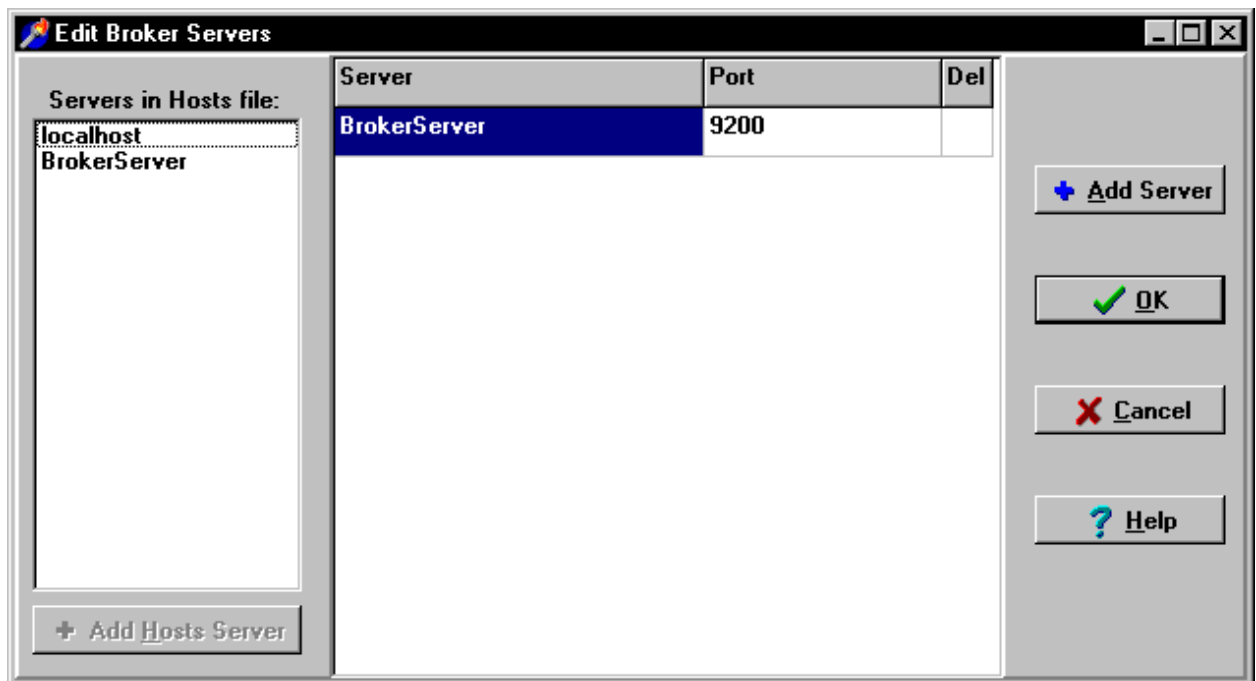 Edit Broker Servers
Servers in Hosts file:
localhost
BrokerServer
Add Hosts Server
Server Port Del
BrokerServer 9200
Add Server
OK
Cancel
Help